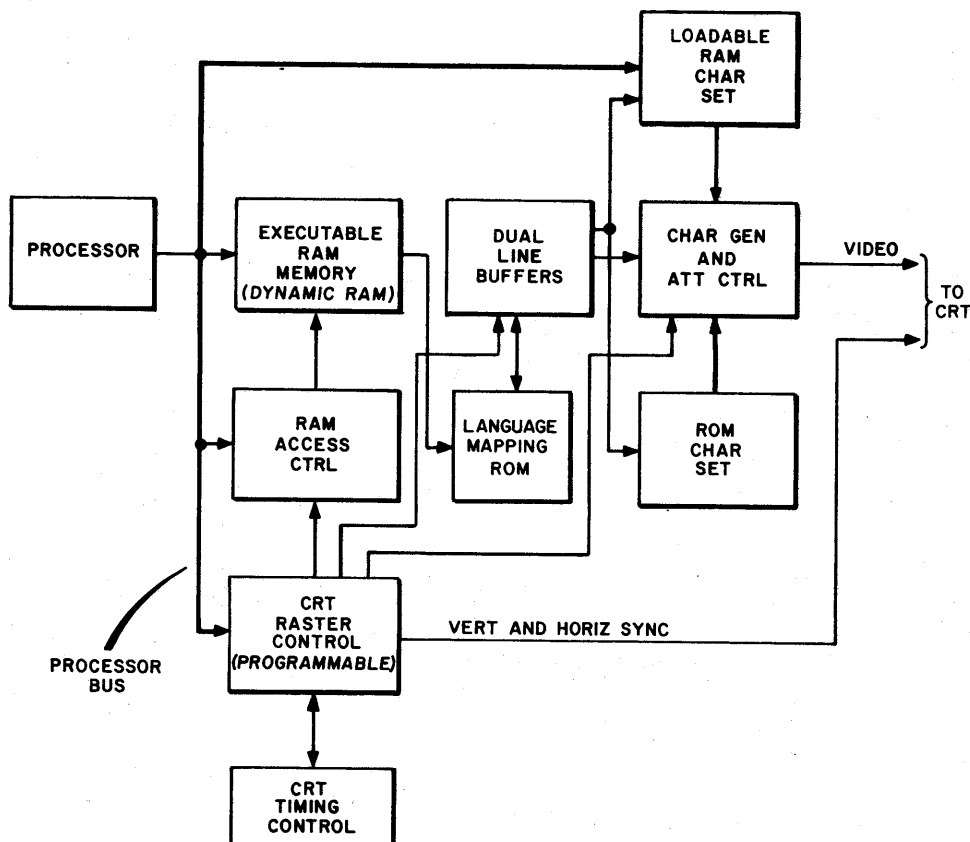 LOADABLE
RAM
CHAR
SET
PROCESSOR
EXECUTABLE
RAM
MEMORY
(DYNAMIC RAM)
DUAL
LINE
BUFFERS
CHAR GEN
AND
ATT CTRL
VIDEO
TO
CRT
RAM
ACCESS
CTRL
LANGUAGE
MAPPING
ROM
ROM
CHAR
SET
CRT
RASTER
CONTROL
(PROGRAMMABLE)
VERT AND HORIZ SYNC
PROCESSOR
BUS
CRT
TIMING
CONTROL